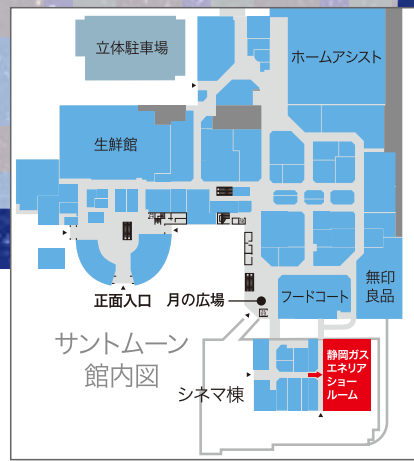 立体駐車場
ホームアシスト
生鮮館
無印
良品
正面入口
月の広場
フードコート
サントムーン
館内図
シネマ棟
静岡ガス
エネリア
ショー
ルーム